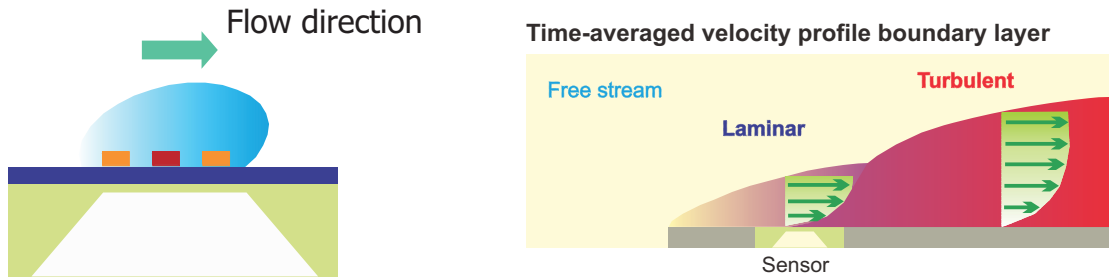 Flow direction
Time-averaged velocity profile boundary layer
Free stream
Turbulent
Laminar
Sensor